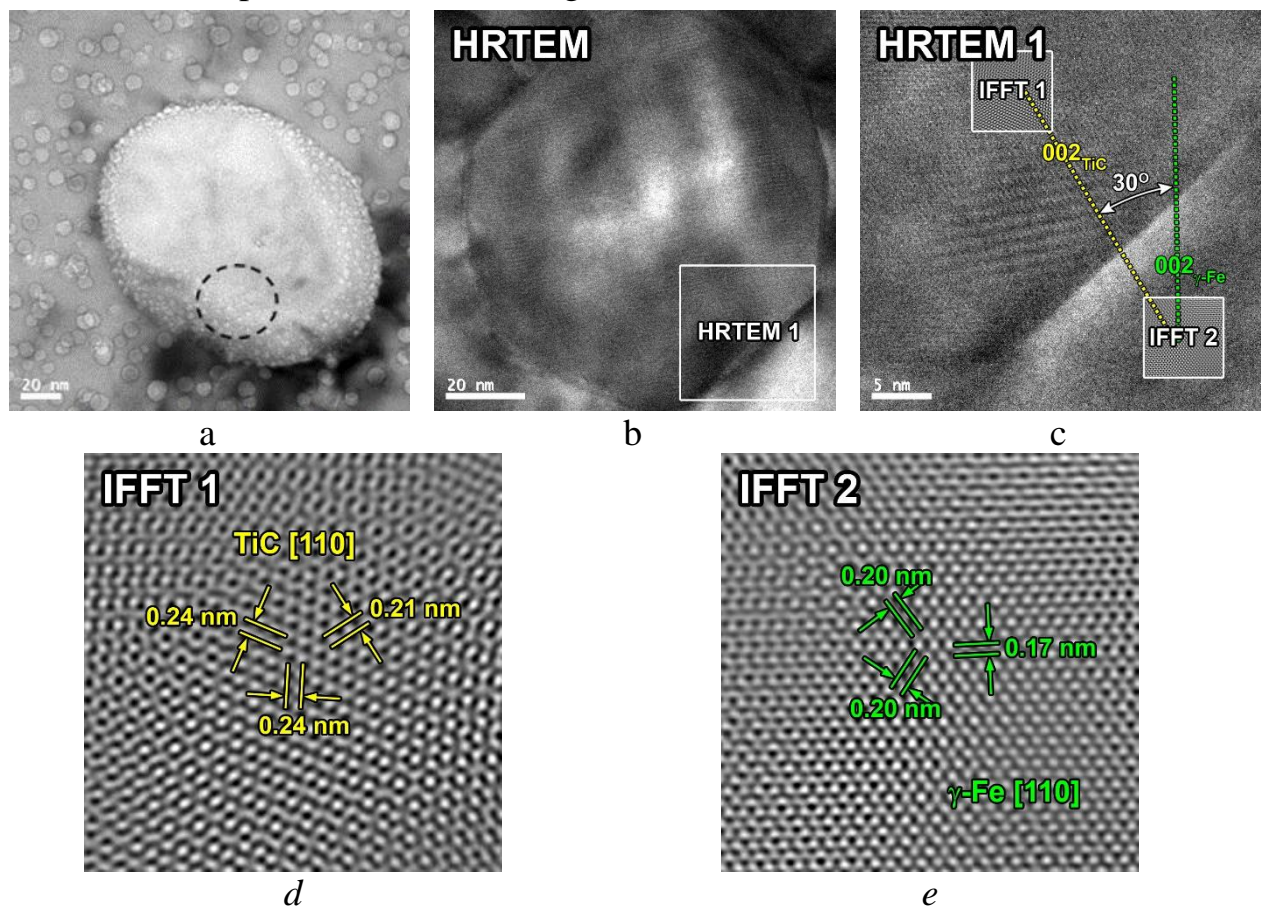 HRTEM
HRTEM 1
IFFT 1
002TiC
30°
002γ-Fe
20 nm
20 nm
HRTEM 1
5 nm
IFFT 2
a
b
c
IFFT 1
TiC [110]
0.24 nm
0.21 nm
0.24 nm
IFFT 2
0.20 nm
0.17 nm
0.20 nm
γ-Fe [110]
d
e